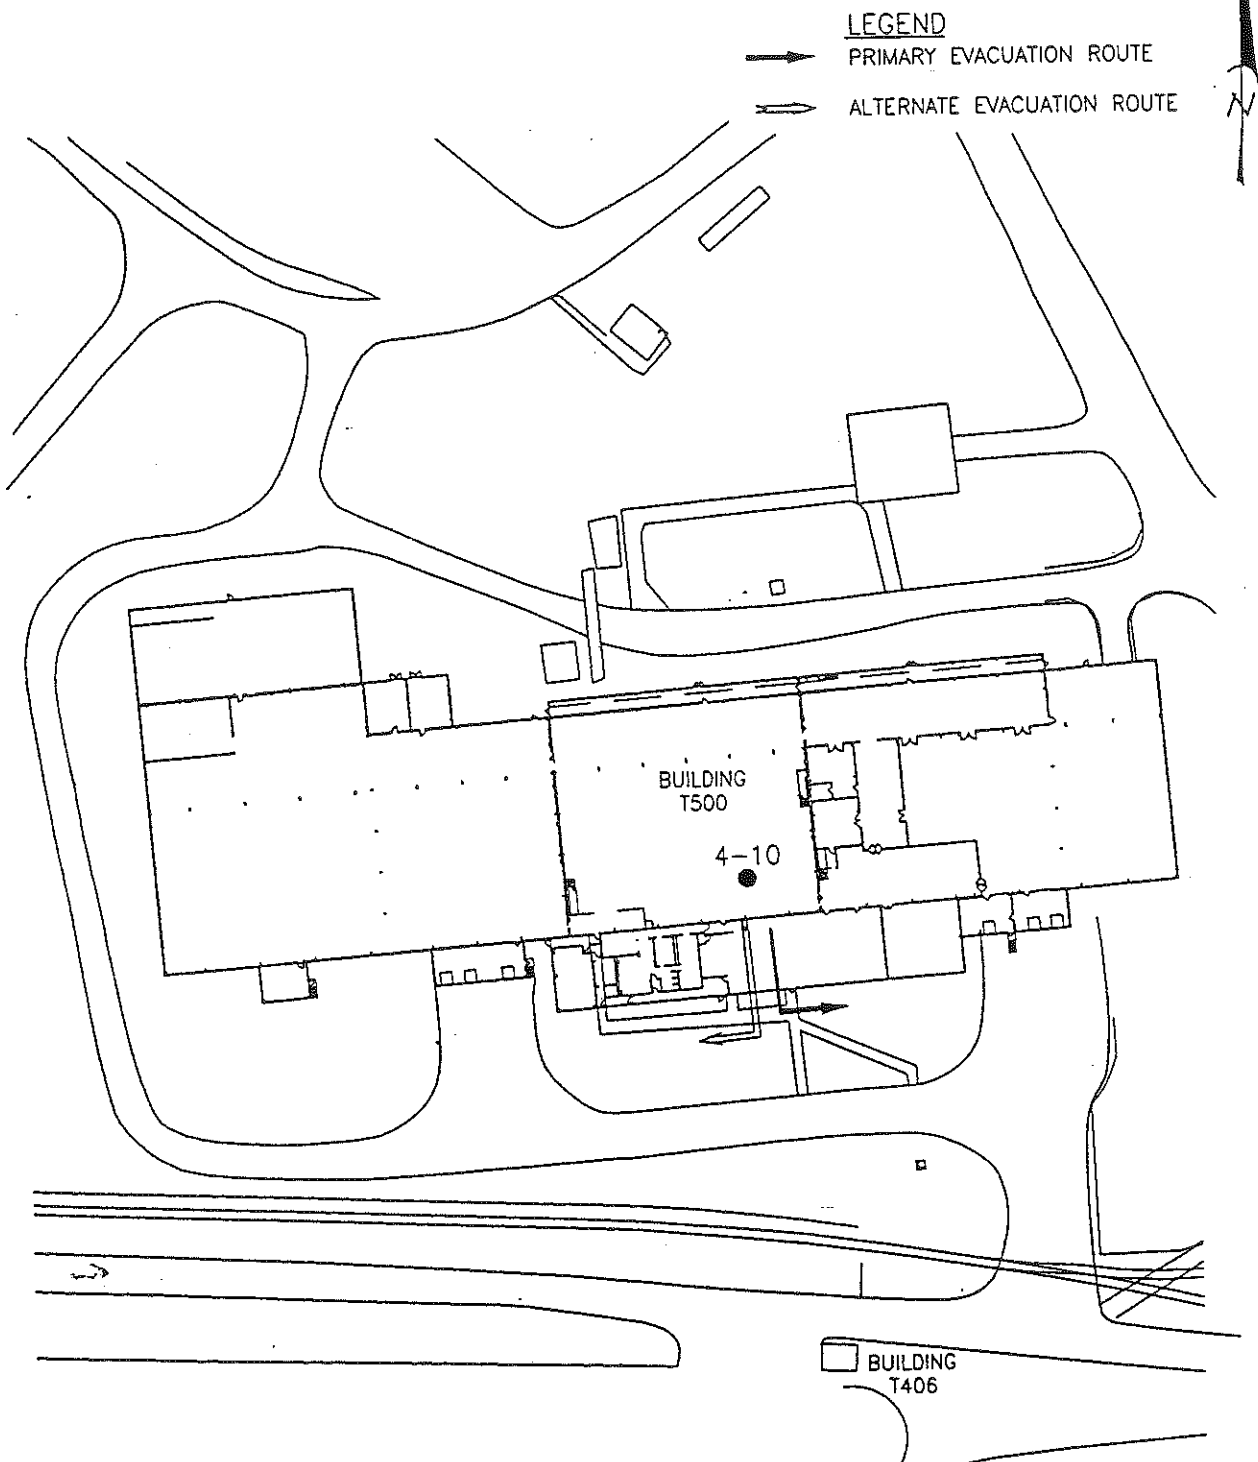 LEGEND
PRIMARY EVACUATION ROUTE
ALTERNATE EVACUATION ROUTE
N
BUILDING
T500
4-10
BUILDING
T406